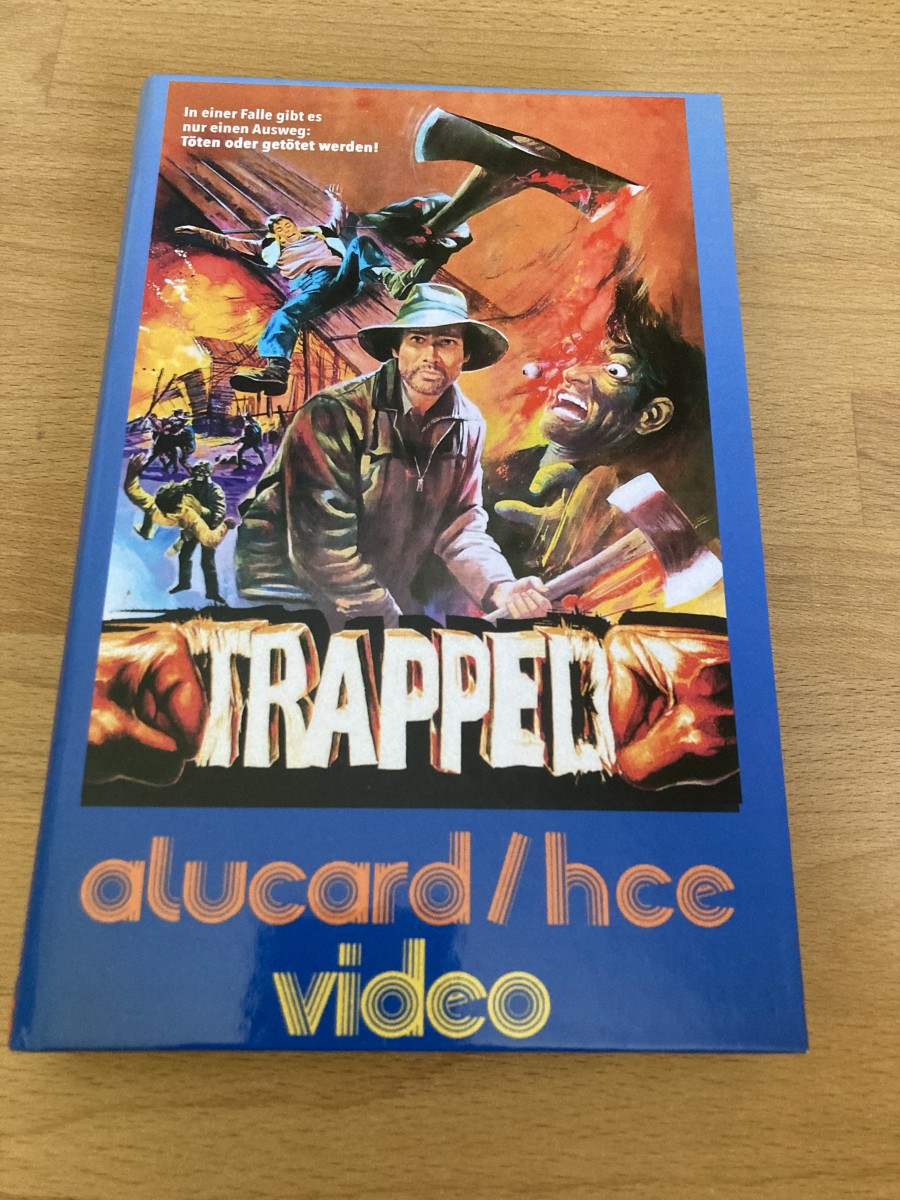 In einer Falle gibt es
nur einen Ausweg:
Töten oder getötet werden!
TRAPPED
alucard/hce
video